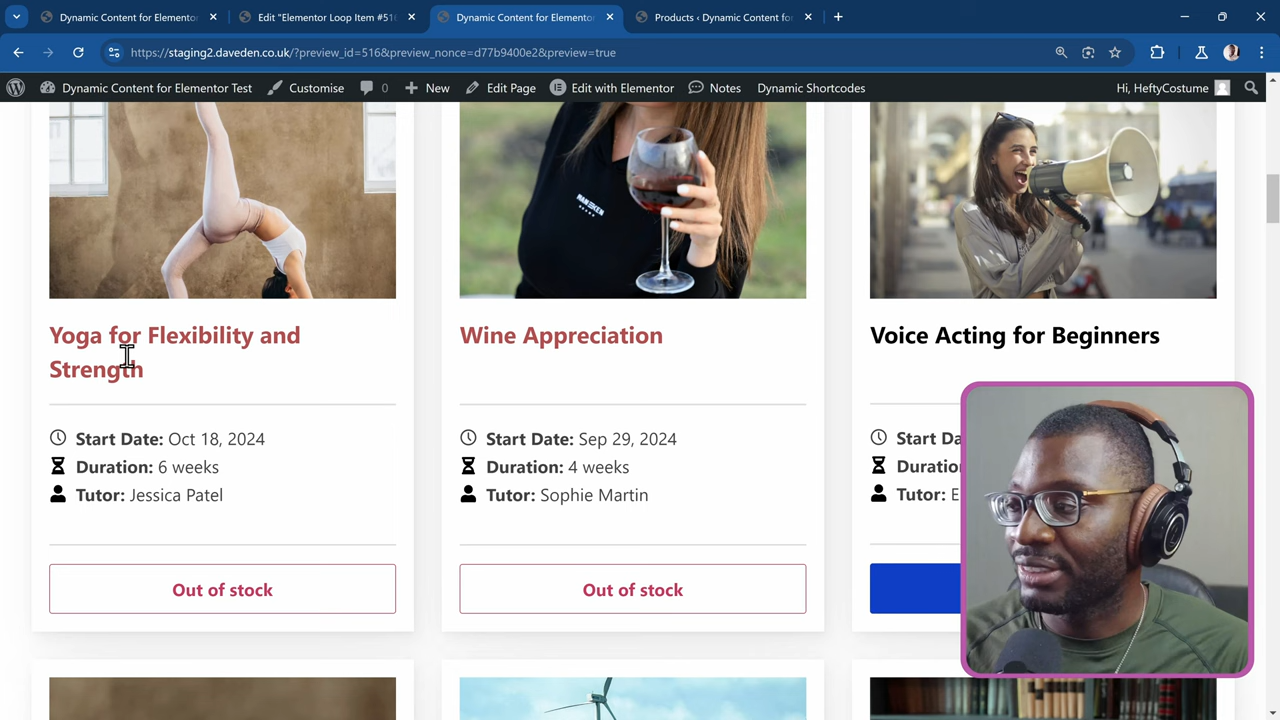 Dynamic Content for Elementor
Edit "Elementor Loop Item #516
Dynamic Content for Elementor
Products ‹ Dynamic Content for
https://staging2.daveden.co.uk/?preview_id=516&preview_nonce=d77b9400e2&preview=true
Dynamic Content for Elementor Test
Customise
0
New
Edit Page
Edit with Elementor
Notes
Dynamic Shortcodes
Hi, HeftyCostume
Yoga for Flexibility and
Strength
Start Date: Oct 18, 2024
Duration: 6 weeks
Tutor: Jessica Patel
Out of stock
Wine Appreciation
Start Date: Sep 29, 2024
Duration: 4 weeks
Tutor: Sophie Martin
Out of stock
Voice Acting for Beginners
Start Da
Duratio
Tutor: E